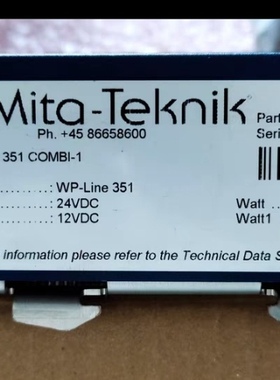 Mita-Teknik
Ph. +45 86658600
Part
Seri
351 COMBI-1
........: WP-Line 351
........: 24VDC
........: 12VDC
Watt
Watt1
information please refer to the Technical Data S